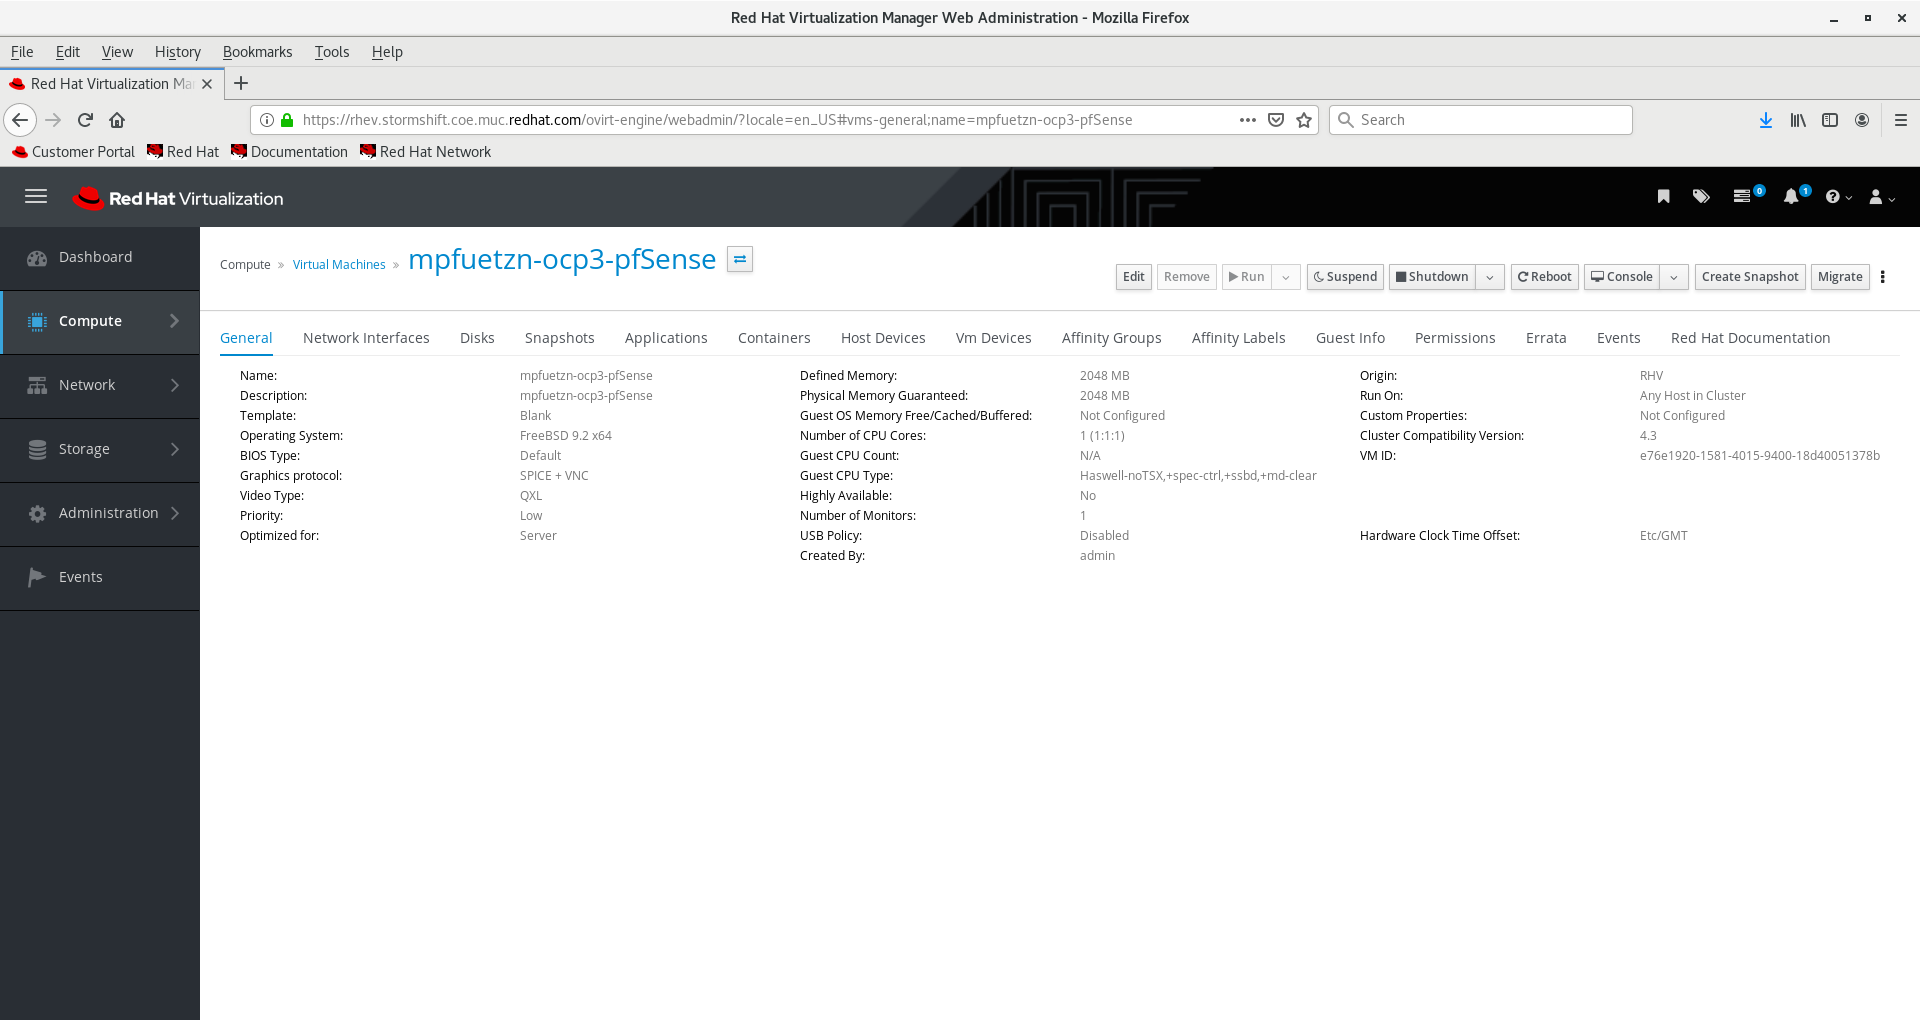 Red Hat Virtualization Manager Web Administration - Mozilla Firefox
File Edit View History Bookmarks Tools Help
Red Hat Virtualization Ma
https://rhev.stormshift.coe.muc.redhat.com/ovirt-engine/webadmin/?locale=en_US#vms-general;name=mpfuetzn-ocp3-pfSense Search
Customer Portal Red Hat Documentation Red Hat Network
Red Hat Virtualization 0 1
Dashboard
Compute
Network
Storage
Administration
Events
Compute » Virtual Machines » mpfuetzn-ocp3-pfSense
Edit Remove Run Suspend Shutdown Reboot Console Create Snapshot Migrate
General Network Interfaces Disks Snapshots Applications Containers Host Devices Vm Devices Affinity Groups Affinity Labels Guest Info Permissions Errata Events Red Hat Documentation
Name: mpfuetzn-ocp3-pfSense
Description: mpfuetzn-ocp3-pfSense
Template: Blank
Operating System: FreeBSD 9.2 x64
BIOS Type: Default
Graphics protocol: SPICE + VNC
Video Type: QXL
Priority: Low
Optimized for: Server
Defined Memory: 2048 MB
Physical Memory Guaranteed: 2048 MB
Guest OS Memory Free/Cached/Buffered: Not Configured
Number of CPU Cores: 1 (1:1:1)
Guest CPU Count: N/A
Guest CPU Type: Haswell-noTSX,+spec-ctrl,+ssbd,+md-clear
Highly Available: No
Number of Monitors: 1
USB Policy: Disabled
Created By: admin
Origin: RHV
Run On: Any Host in Cluster
Custom Properties: Not Configured
Cluster Compatibility Version: 4.3
VM ID: e76e1920-1581-4015-9400-18d40051378b
Hardware Clock Time Offset: Etc/GMT